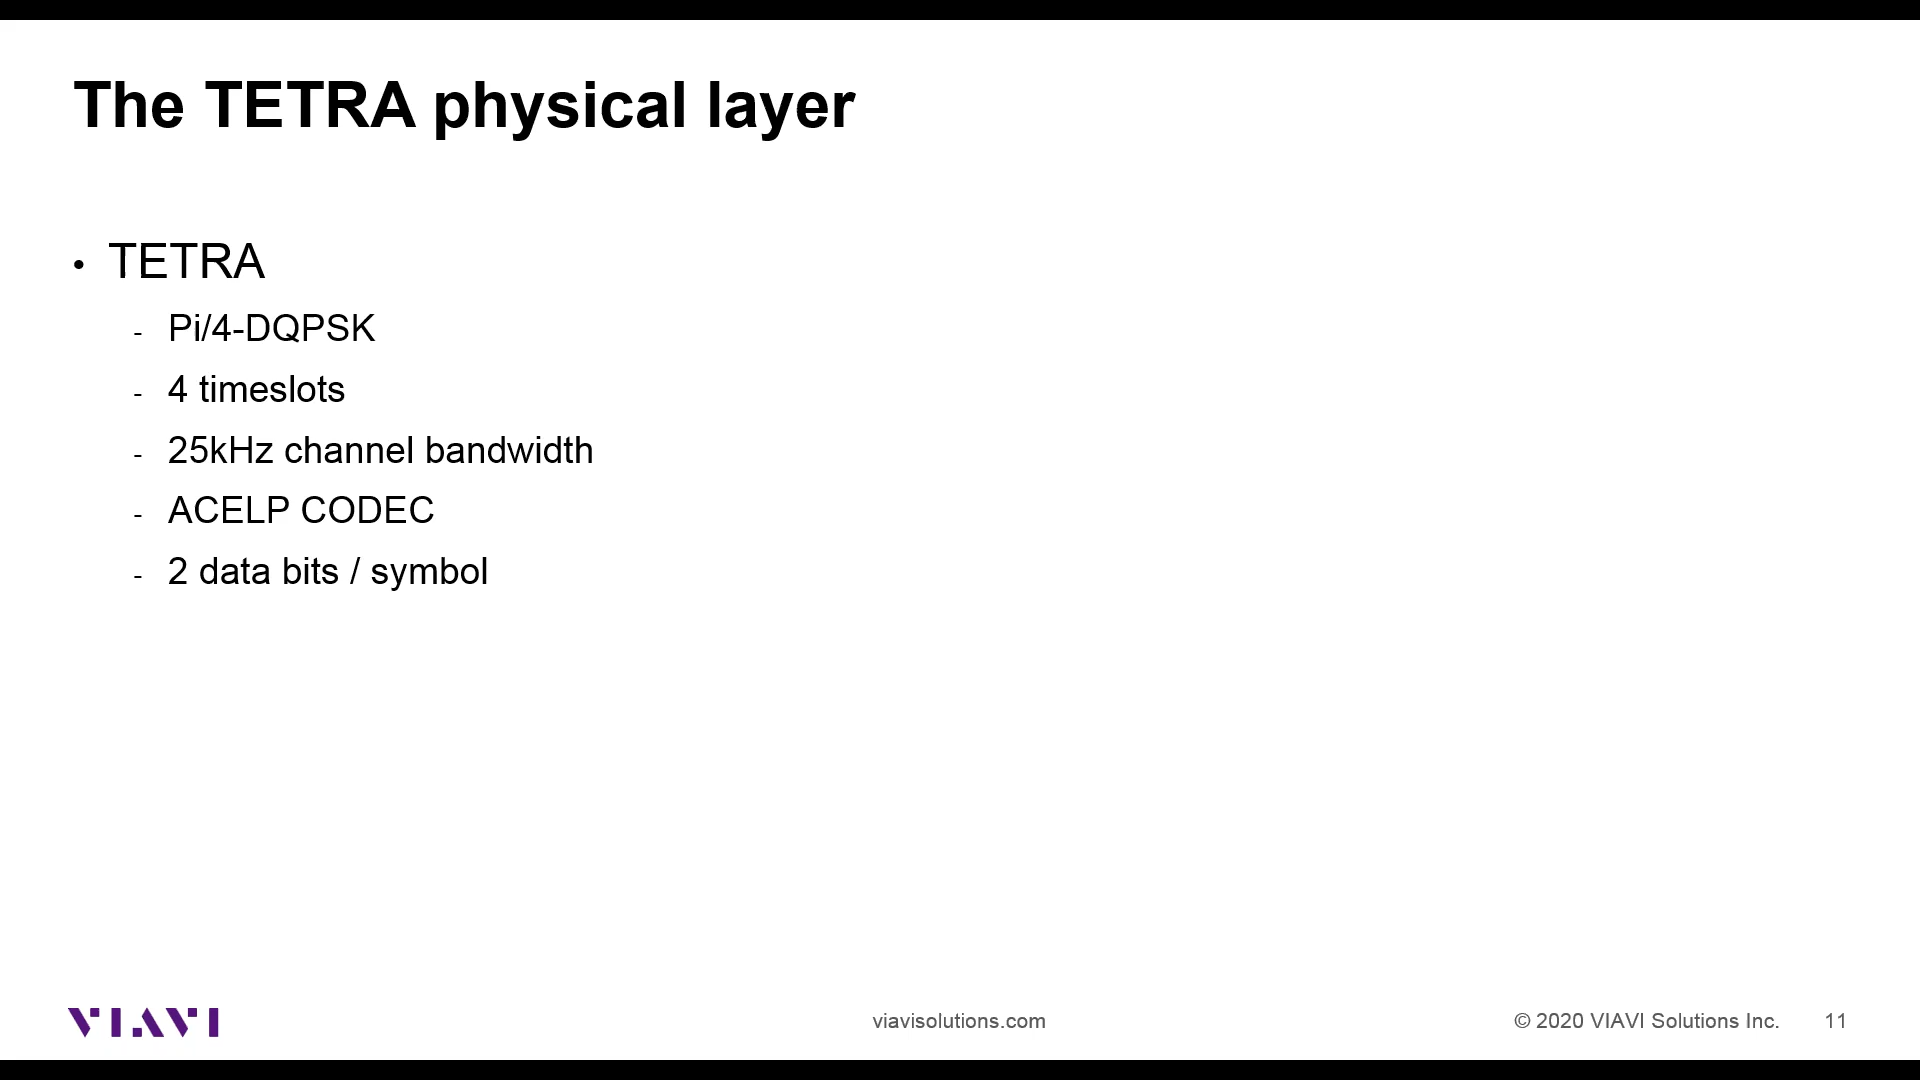 The TETRA physical layer
• TETRA
- Pi/4-DQPSK
- 4 timeslots
- 25kHz channel bandwidth
- ACELP CODEC
- 2 data bits / symbol
VIAVI
viavisolutions.com
© 2020 VIAVI Solutions Inc.
11